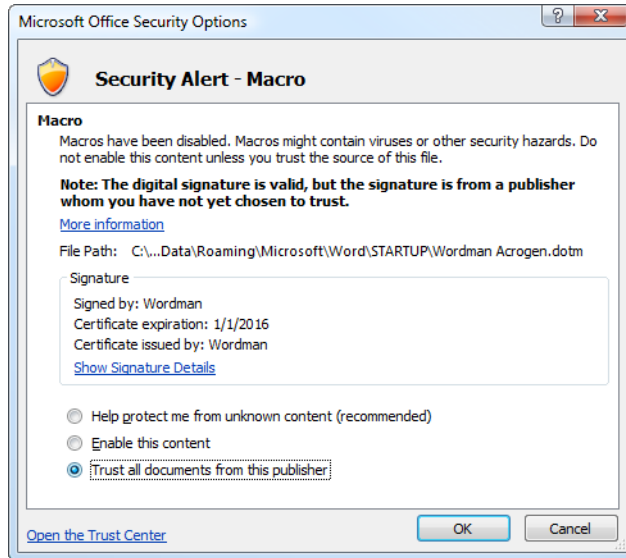 Microsoft Office Security Options
Security Alert - Macro
Macro
Macros have been disabled. Macros might contain viruses or other security hazards. Do
not enable this content unless you trust the source of this file.
Note: The digital signature is valid, but the signature is from a publisher
whom you have not yet chosen to trust.
More information
File Path: C:\...Data\Roaming\Microsoft\Word\STARTUP\Wordman Acrogen.dotm
Signature
Signed by: Wordman
Certificate expiration: 1/1/2016
Certificate issued by: Wordman
Show Signature Details
Help protect me from unknown content (recommended)
Enable this content
Trust all documents from this publisher
Open the Trust Center
OK
Cancel